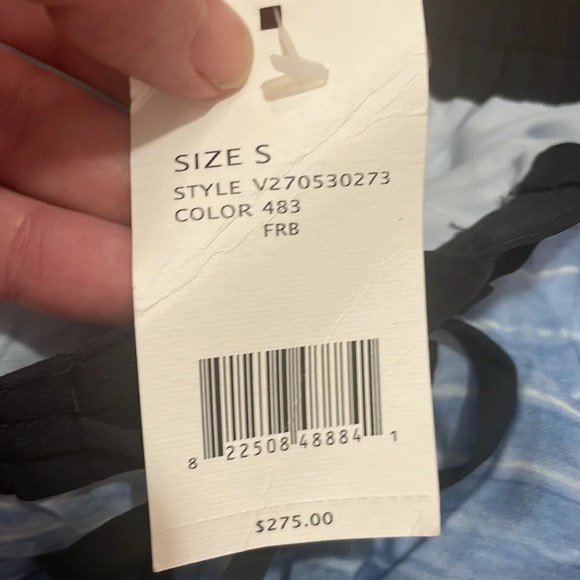 SIZE S
STYLE V270530273
COLOR 483
FRB
8 22508 48884 1
$275.00